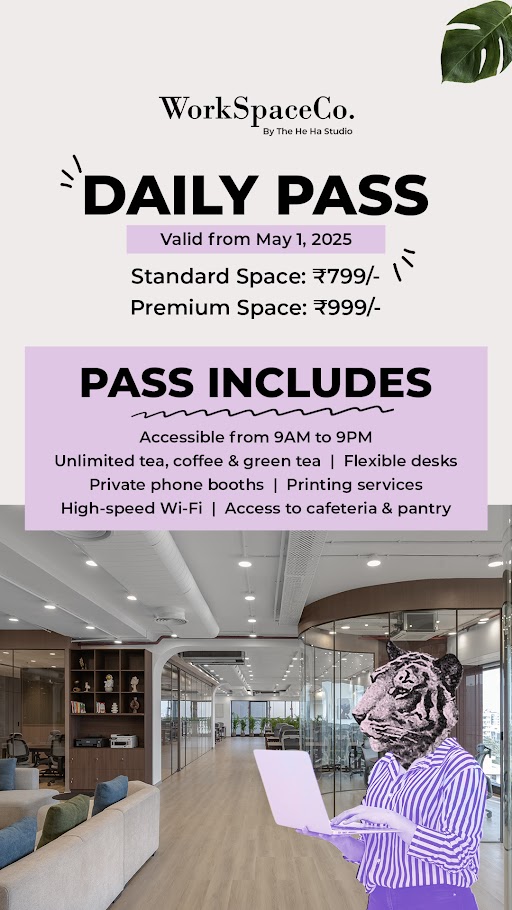 WorkSpaceCo.
By The He Ha Studio
DAILY PASS
Valid from May 1, 2025
Standard Space: ₹799/-
Premium Space: ₹999/-
PASS INCLUDES
Accessible from 9AM to 9PM
Unlimited tea, coffee & green tea | Flexible desks
Private phone booths | Printing services
High-speed Wi-Fi | Access to cafeteria & pantry